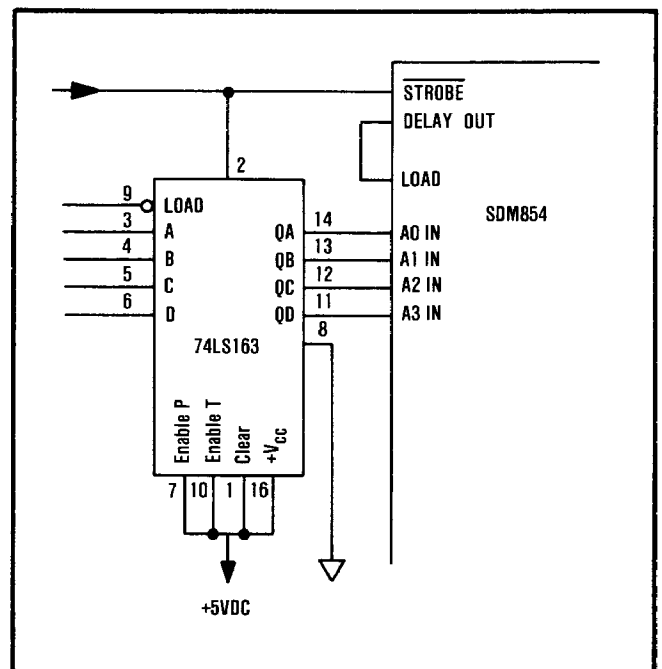 STROBE
DELAY OUT
2
9
LOAD
LOAD
SDM854
3
A
QA
14
A0 IN
4
B
QB
13
A1 IN
5
C
QC
12
A2 IN
6
D
QD
11
A3 IN
8
74LS163
Enable P
Enable T
Clear
+VCC
7
10
1
16
+5VDC